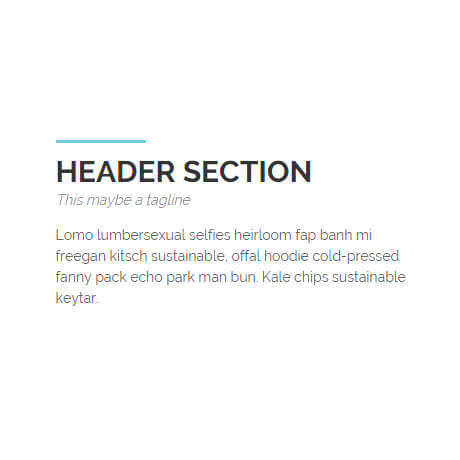 HEADER SECTION
This maybe a tagline
Lomo lumbersexual selfies heirloom fap banh mi
freegan kitsch sustainable, offal hoodie cold-pressed
fanny pack echo park man bun. Kale chips sustainable
keytar.